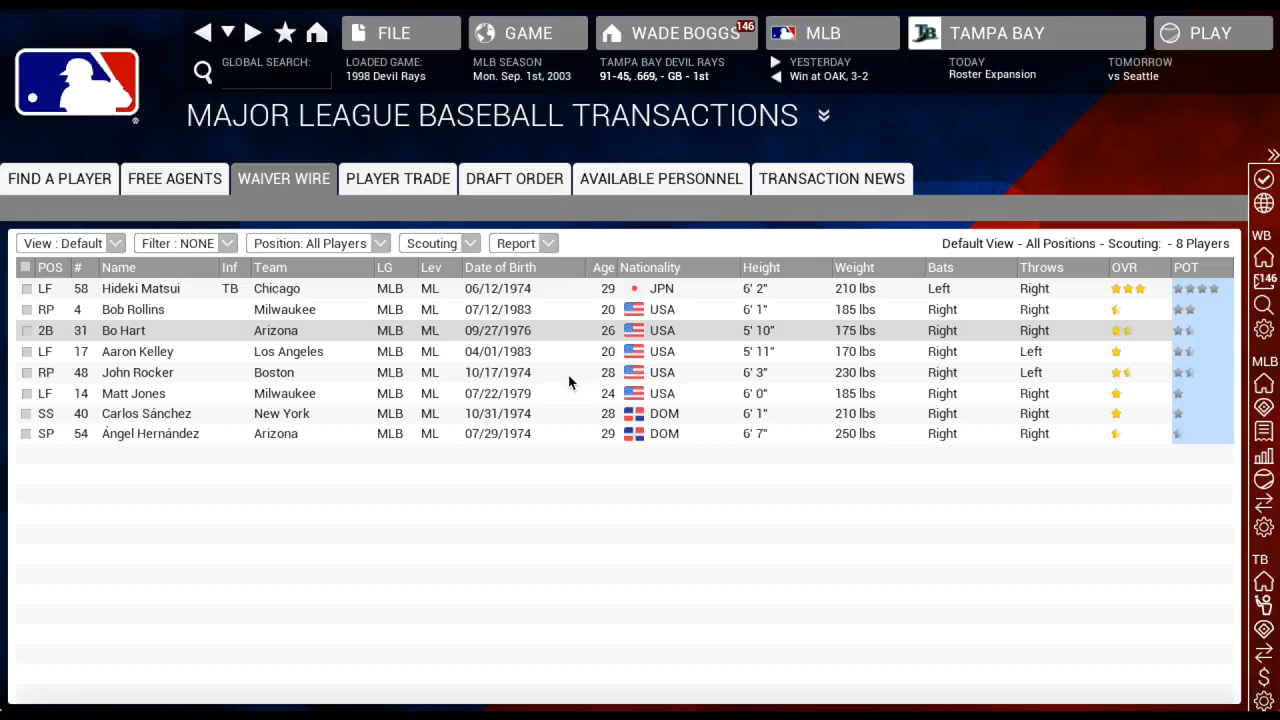 FILE GAME WADE BOGGS 146 MLB TAMPA BAY PLAY
GLOBAL SEARCH: LOADED GAME: MLB SEASON TAMPA BAY DEVIL RAYS YESTERDAY TODAY TOMORROW
1998 Devil Rays Mon. Sep. 1st, 2003 91-45, .669, - GB - 1st Win at OAK, 3-2 Roster Expansion vs Seattle
MAJOR LEAGUE BASEBALL TRANSACTIONS
FIND A PLAYER FREE AGENTS WAIVER WIRE PLAYER TRADE DRAFT ORDER AVAILABLE PERSONNEL TRANSACTION NEWS
View : Default Filter : NONE Position: All Players Scouting Report Default View - All Positions - Scouting: - 8 Players
POS # Name Inf Team LG Lev Date of Birth Age Nationality Height Weight Bats Throws OVR POT
LF 58 Hideki Matsui TB Chicago MLB ML 06/12/1974 29 JPN 6' 2" 210 lbs Left Right
RP 4 Bob Rollins Milwaukee MLB ML 07/12/1983 20 USA 6' 1" 185 lbs Right Right
2B 31 Bo Hart Arizona MLB ML 09/27/1976 26 USA 5' 10" 175 lbs Right Right
LF 17 Aaron Kelley Los Angeles MLB ML 04/01/1983 20 USA 5' 11" 170 lbs Right Left
RP 48 John Rocker Boston MLB ML 10/17/1974 28 USA 6' 3" 230 lbs Right Left
LF 14 Matt Jones Milwaukee MLB ML 07/22/1979 24 USA 6' 0" 185 lbs Right Right
SS 40 Carlos Sánchez New York MLB ML 10/31/1974 28 DOM 6' 1" 210 lbs Right Right
SP 54 Ángel Hernández Arizona MLB ML 07/29/1974 29 DOM 6' 7" 250 lbs Right Right
WB
146
MLB
TB